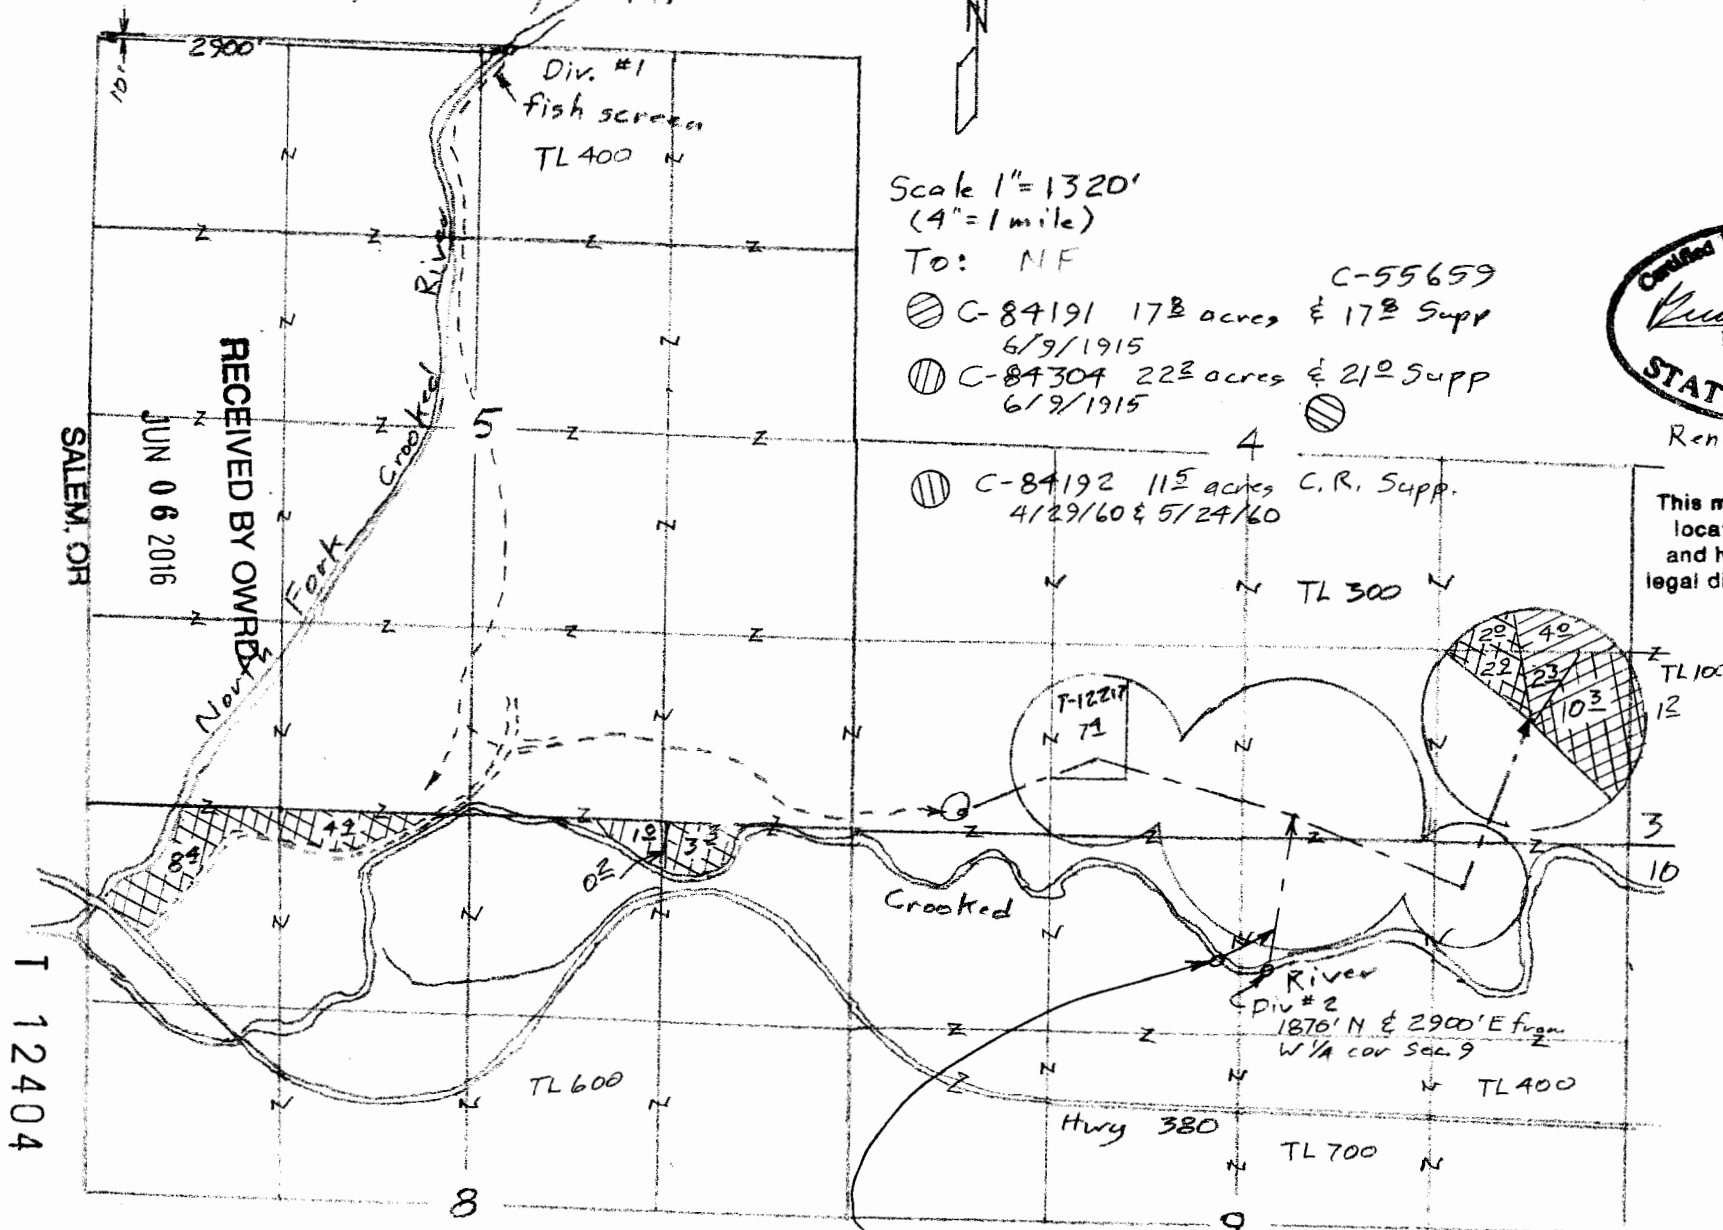 N
2900'
10'
Div. #1
fish screen
TL 400
Scale 1"= 1320'
(4"= 1 mile)
To: NF
C-55659
C-84191 17 8 acres & 17 8 Supp
6/9/1915
C-84304 22 2 acres & 21 0 Supp
6/9/1915
C-84192 11 5 acres C.R. Supp.
4/29/60 & 5/24/60
Certified
STAT
Ren
This m
loca
and h
legal di
North Fork Crooked River
RECEIVED BY OWRD
JUN 06 2016
SALEM, OR
5
4
TL 300
2 0
4 0
2 3
10 3
TL 100
1 2
T-12217
7 1
3
10
8 4
4 4
1 0
3 3
0 2
Crooked
River
Div #2
1876' N & 2900' E from
W 1/4 cor Sec. 9
TL 400
TL 600
Hwy 380
TL 700
T 12404
8
9